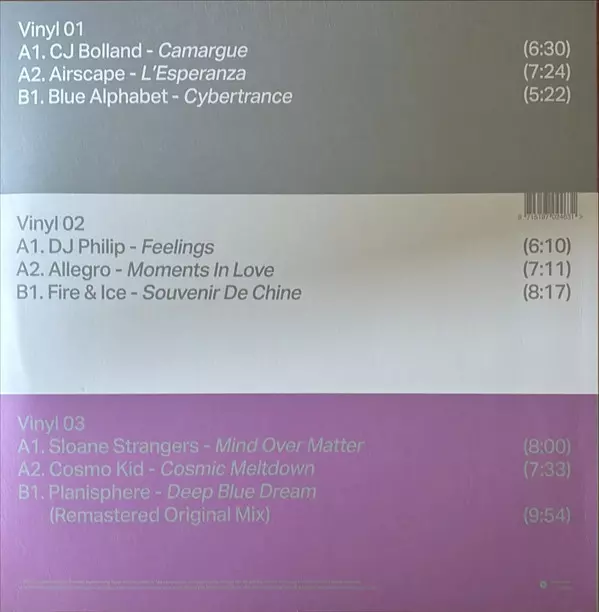 Vinyl 01
A1. CJ Bolland - Camargue (6:30)
A2. Airscape - L'Esperanza (7:24)
B1. Blue Alphabet - Cybertrance (5:22)
Vinyl 02
A1. DJ Philip - Feelings (6:10)
A2. Allegro - Moments In Love (7:11)
B1. Fire & Ice - Souvenir De Chine (8:17)
Vinyl 03
A1. Sloane Strangers - Mind Over Matter (8:00)
A2. Cosmo Kid - Cosmic Meltdown (7:33)
B1. Planisphere - Deep Blue Dream
(Remastered Original Mix) (9:54)